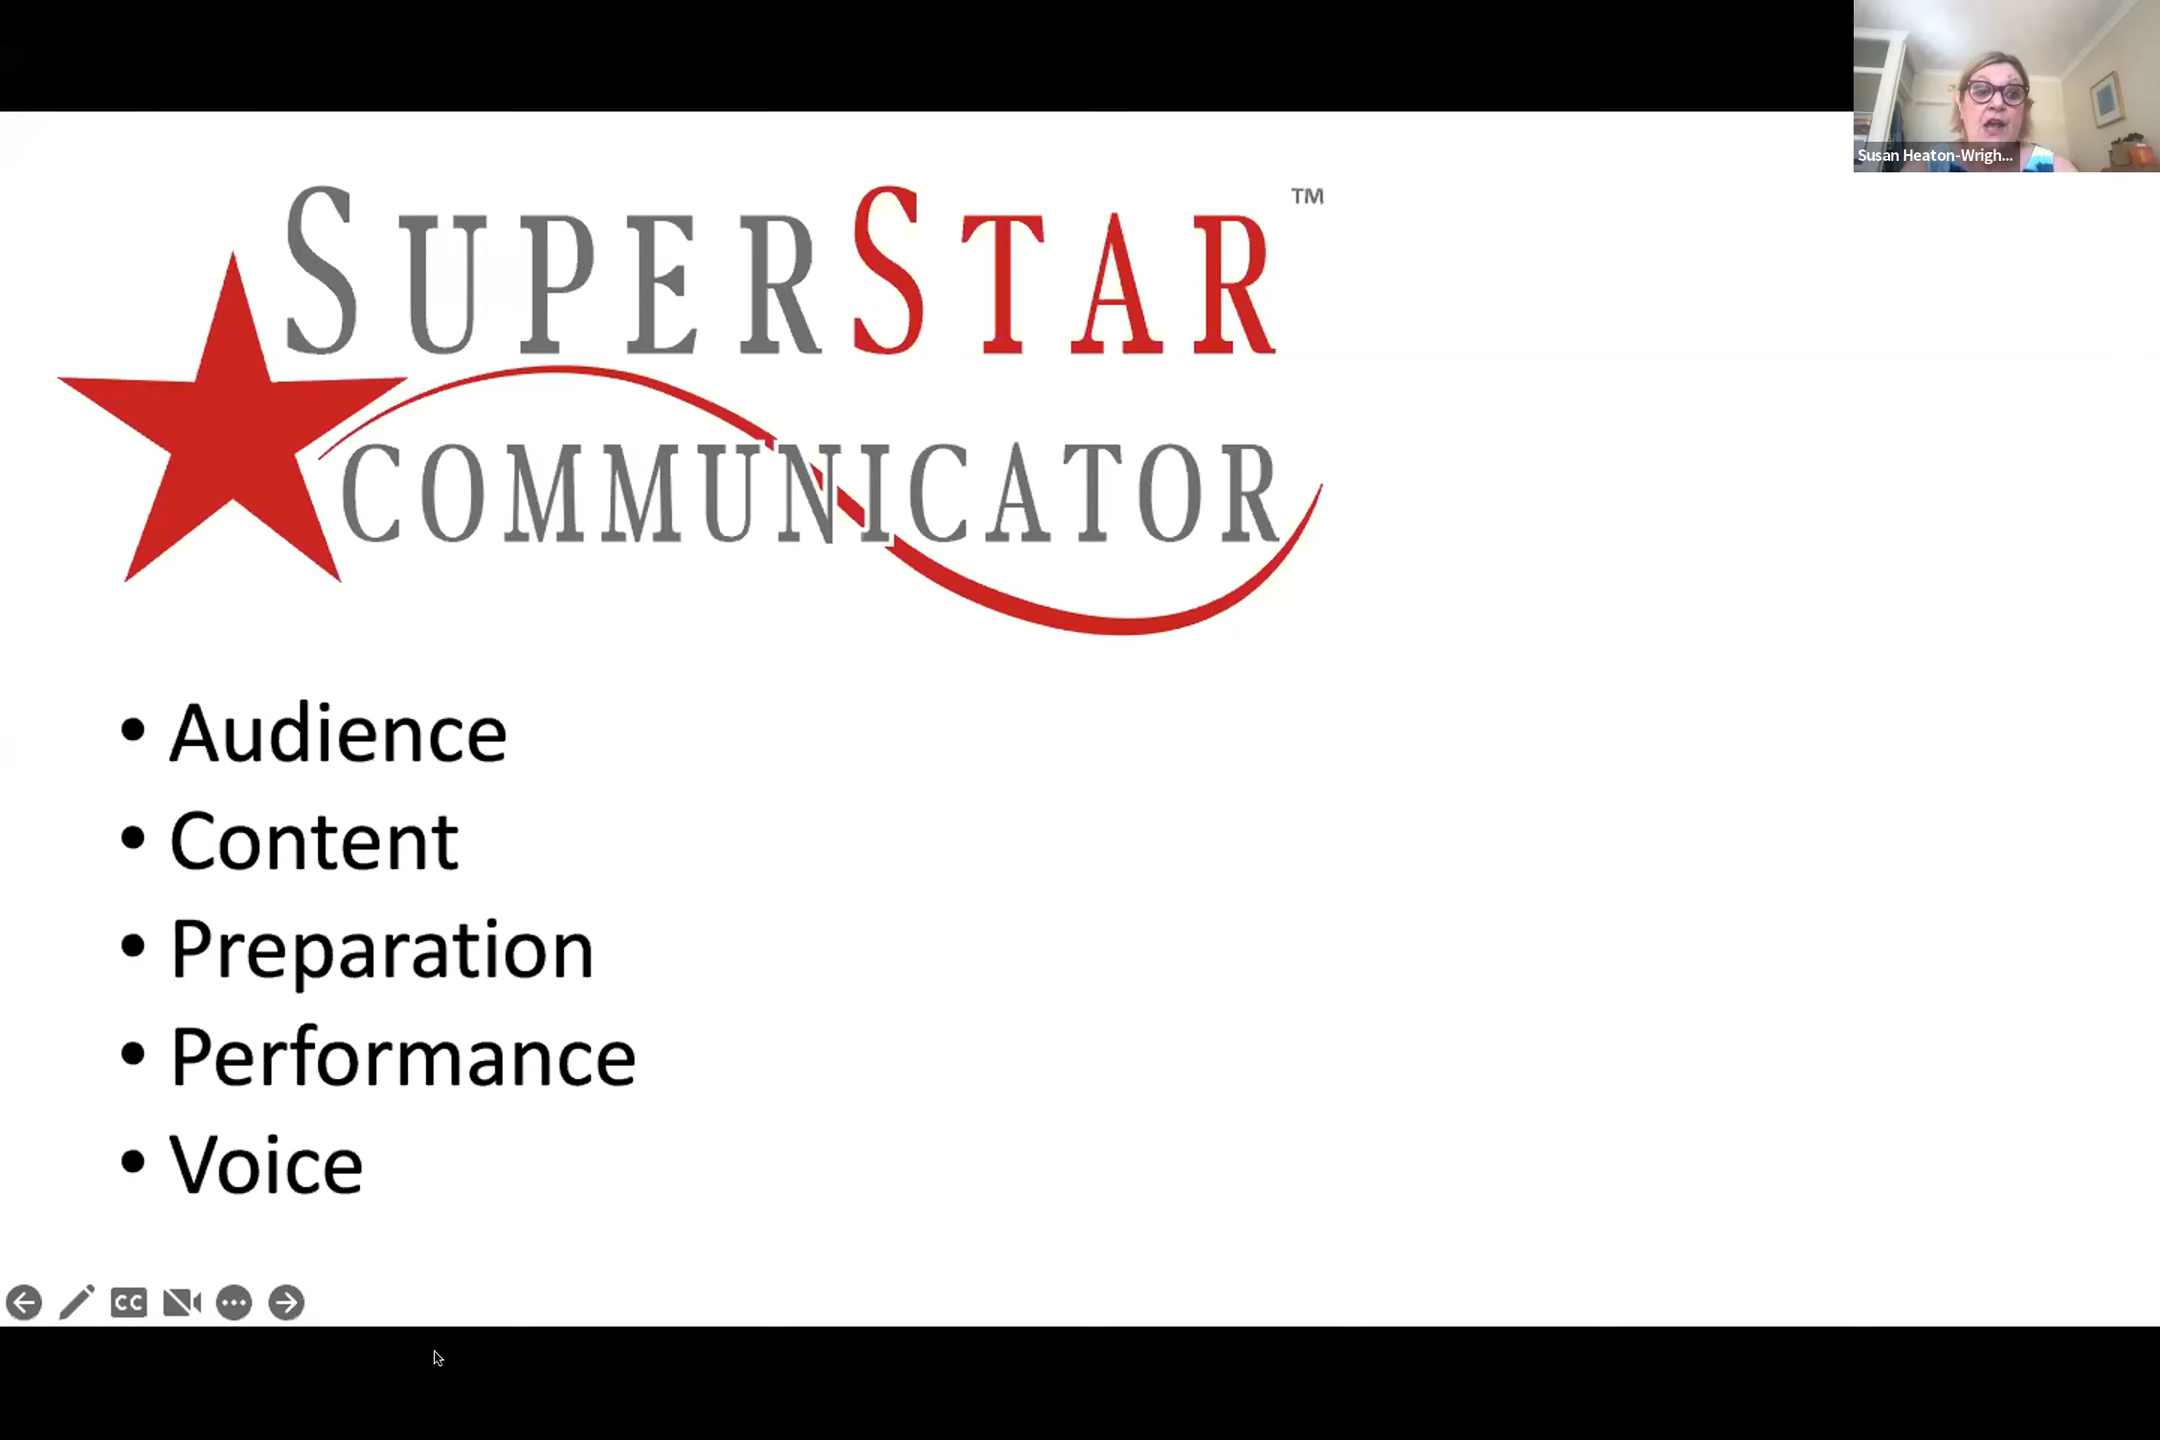 SUPERSTAR™
COMMUNICATOR
• Audience
• Content
• Preparation
• Performance
• Voice
Susan Heaton-Wrigh...
CC